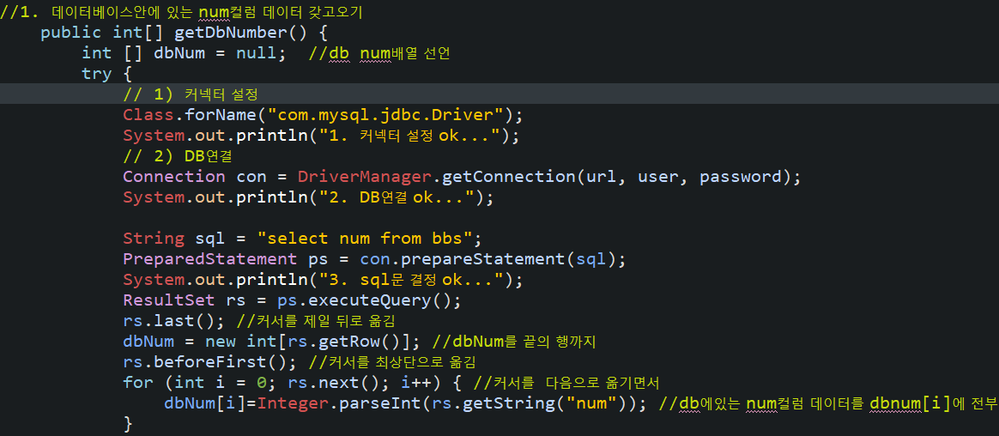 //1. 데이터베이스안에 있는 num컬럼 데이터 갖고오기
public int[] getDbNumber() {
int [] dbNum = null; //db num배열 선언
try {
// 1) 커넥터 설정
Class.forName("com.mysql.jdbc.Driver");
System.out.println("1. 커넥터 설정 ok...");
// 2) DB연결
Connection con = DriverManager.getConnection(url, user, password);
System.out.println("2. DB연결 ok...");
String sql = "select num from bbs";
PreparedStatement ps = con.prepareStatement(sql);
System.out.println("3. sql문 결정 ok...");
ResultSet rs = ps.executeQuery();
rs.last(); //커서를 제일 뒤로 옮김
dbNum = new int[rs.getRow()]; //dbNum를 끝의 행까지
rs.beforeFirst(); //커서를 최상단으로 옮김
for (int i = 0; rs.next(); i++) { //커서를 다음으로 옮기면서
dbNum[i]=Integer.parseInt(rs.getString("num")); //db에있는 num컬럼 데이터를 dbnum[i]에 전부
}